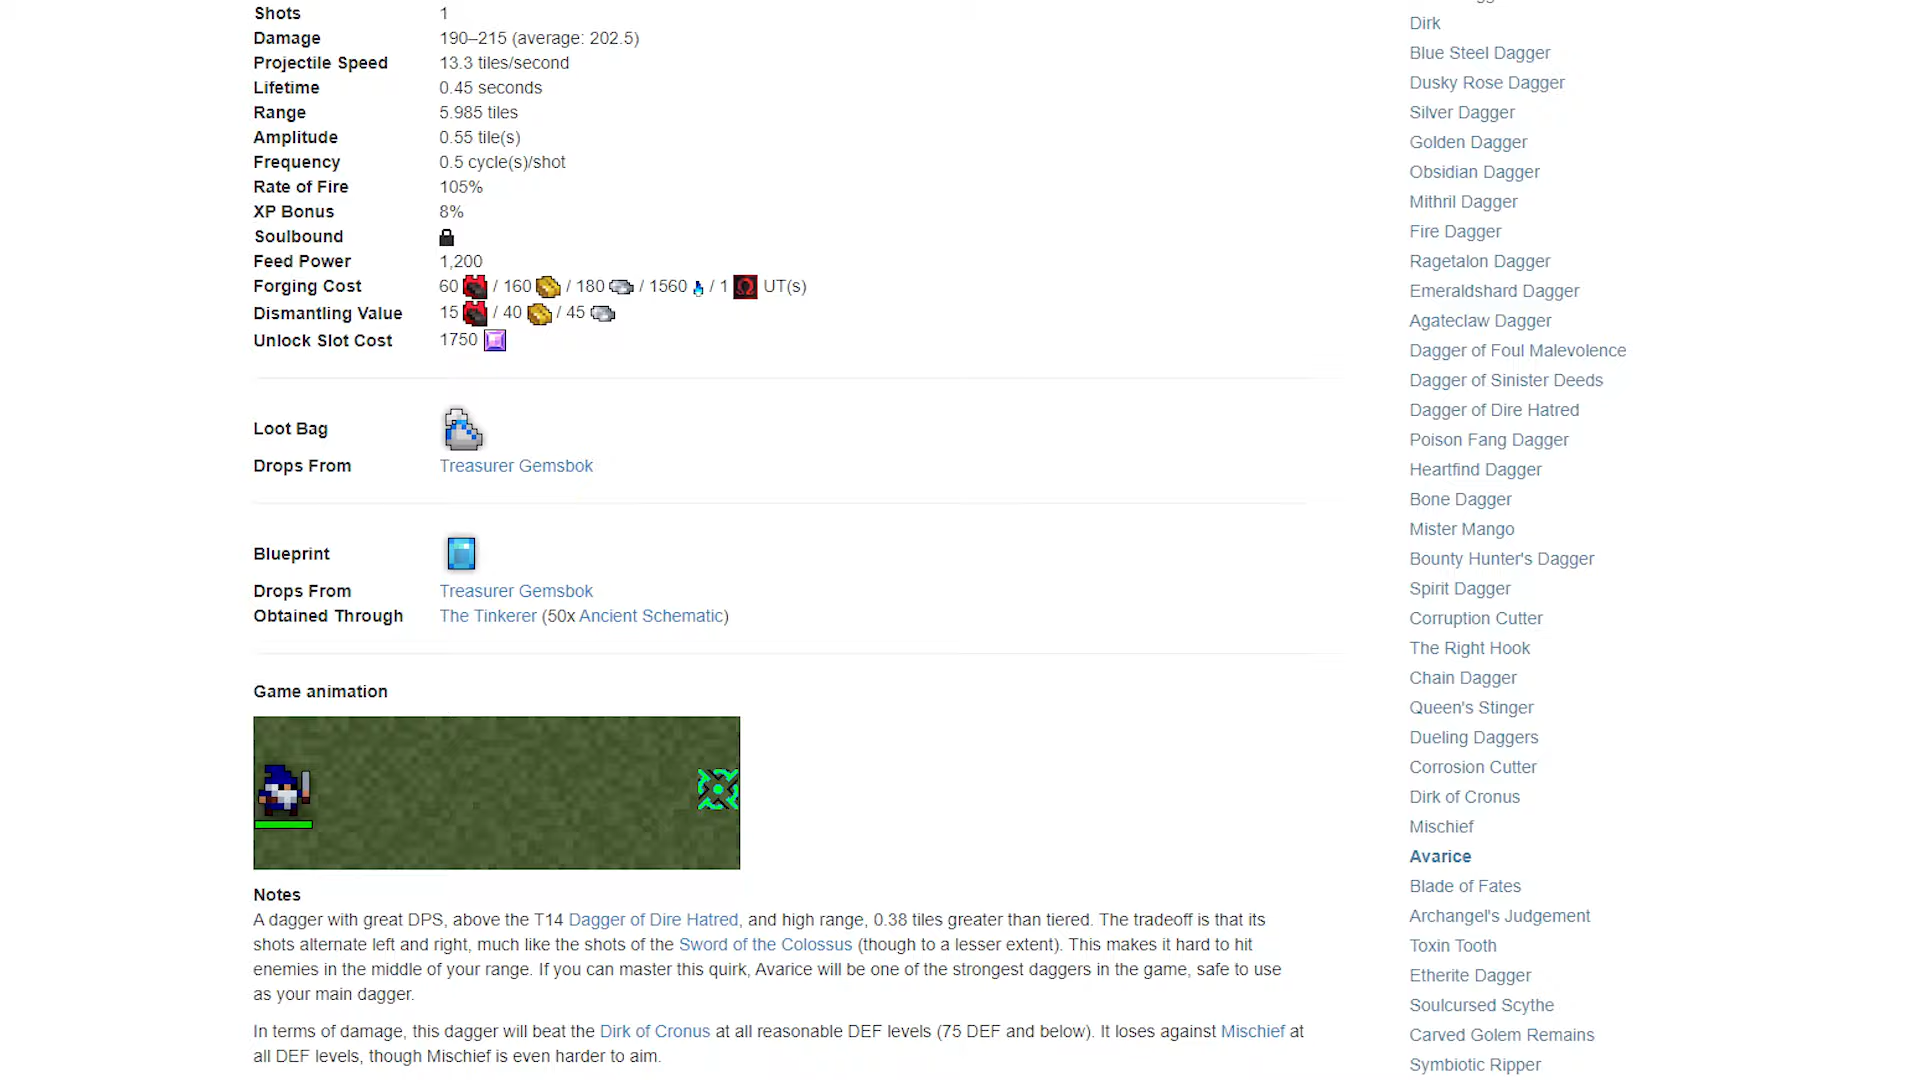 Shots 1
Damage 190–215 (average: 202.5)
Projectile Speed 13.3 tiles/second
Lifetime 0.45 seconds
Range 5.985 tiles
Amplitude 0.55 tile(s)
Frequency 0.5 cycle(s)/shot
Rate of Fire 105%
XP Bonus 8%
Soulbound
Feed Power 1,200
Forging Cost 60 / 160 / 180 / 1560 / 1 UT(s)
Dismantling Value 15 / 40 / 45
Unlock Slot Cost 1750
Loot Bag
Drops From Treasurer Gemsbok
Blueprint
Drops From Treasurer Gemsbok
Obtained Through The Tinkerer (50x Ancient Schematic)
Game animation
Notes
A dagger with great DPS, above the T14 Dagger of Dire Hatred, and high range, 0.38 tiles greater than tiered. The tradeoff is that its
shots alternate left and right, much like the shots of the Sword of the Colossus (though to a lesser extent). This makes it hard to hit
enemies in the middle of your range. If you can master this quirk, Avarice will be one of the strongest daggers in the game, safe to use
as your main dagger.
In terms of damage, this dagger will beat the Dirk of Cronus at all reasonable DEF levels (75 DEF and below). It loses against Mischief at
all DEF levels, though Mischief is even harder to aim.
Dirk
Blue Steel Dagger
Dusky Rose Dagger
Silver Dagger
Golden Dagger
Obsidian Dagger
Mithril Dagger
Fire Dagger
Ragetalon Dagger
Emeraldshard Dagger
Agateclaw Dagger
Dagger of Foul Malevolence
Dagger of Sinister Deeds
Dagger of Dire Hatred
Poison Fang Dagger
Heartfind Dagger
Bone Dagger
Mister Mango
Bounty Hunter's Dagger
Spirit Dagger
Corruption Cutter
The Right Hook
Chain Dagger
Queen's Stinger
Dueling Daggers
Corrosion Cutter
Dirk of Cronus
Mischief
Avarice
Blade of Fates
Archangel's Judgement
Toxin Tooth
Etherite Dagger
Soulcursed Scythe
Carved Golem Remains
Symbiotic Ripper